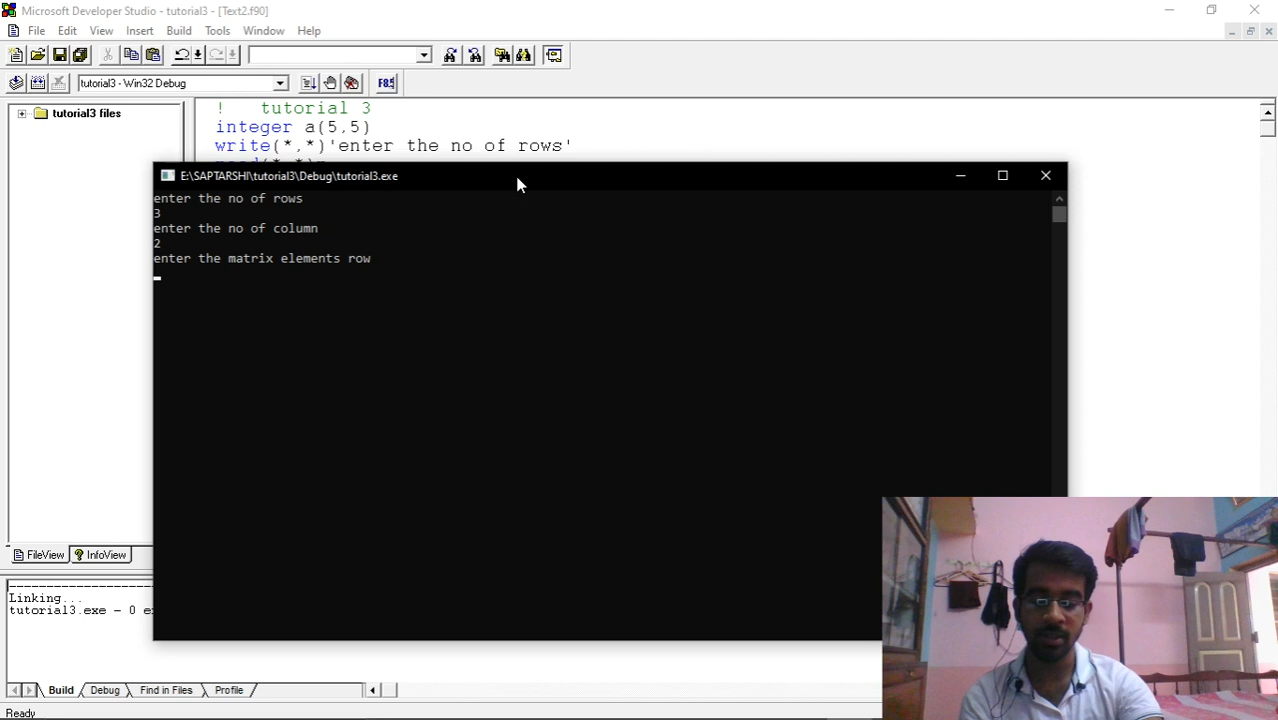 Microsoft Developer Studio - tutorial3 - [Text2.f90]
File Edit View Insert Build Tools Window Help
tutorial3 - Win32 Debug
F8.5
tutorial3 files
! tutorial 3
integer a(5,5)
write(*,*)'enter the no of rows'
E:\SAPTARSHI\tutorial3\Debug\tutorial3.exe
enter the no of rows
3
enter the no of column
2
enter the matrix elements row
FileView InfoView
Linking...
tutorial3.exe - 0
Build Debug Find in Files Profile
Ready